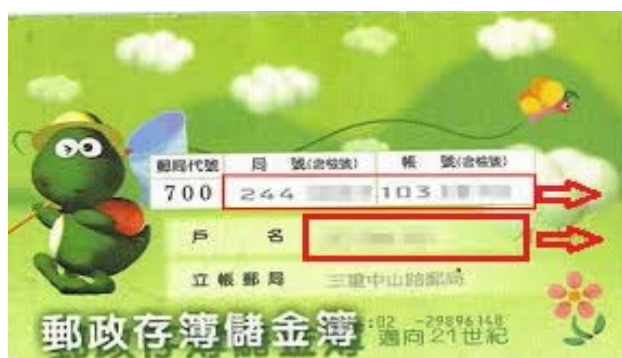 郵局代號 局 號(含檢號) 帳 號(含檢號)
700 244 103
戶 名
立帳郵局 三重中山路郵局
:02 -29896148
郵政存簿儲金簿 邁向21世紀